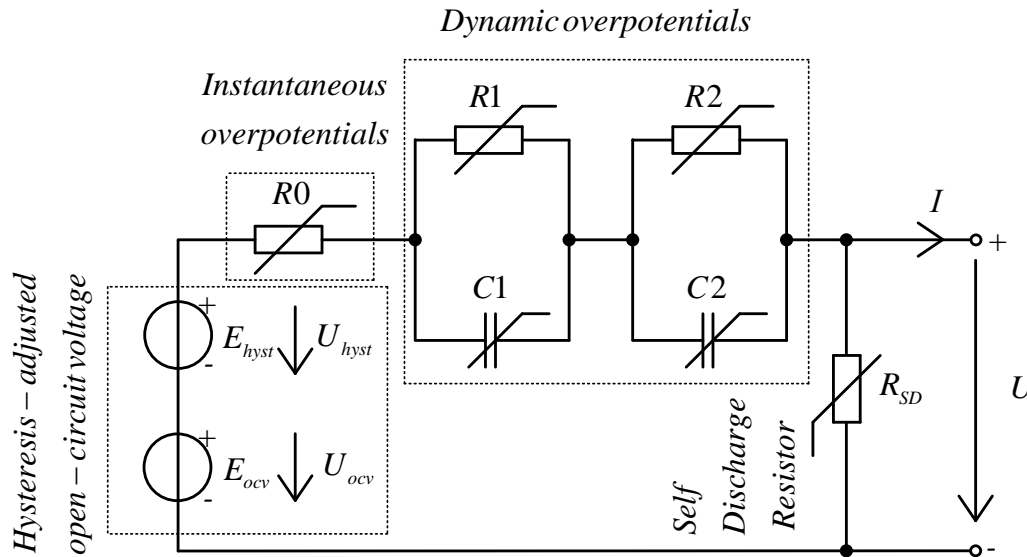 Dynamic overpotentials
Instantaneous
overpotentials
R1
R2
R0
I
+
C1
C2
Hysteresis – adjusted
open – circuit voltage
+
E_hyst
U_hyst
-
+
E_ocv
U_ocv
-
Self
Discharge
Resistor
R_SD
U
-